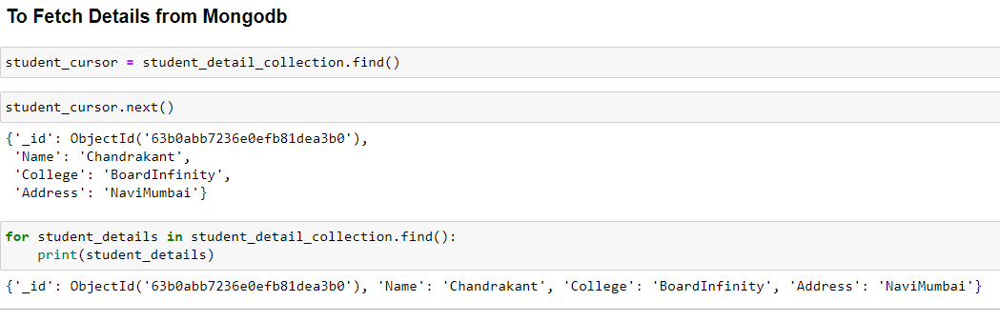 To Fetch Details from Mongodb
student_cursor = student_detail_collection.find()
student_cursor.next()
{'_id': ObjectId('63b0abb7236e0efb81dea3b0'),
 'Name': 'Chandrakant',
 'College': 'BoardInfinity',
 'Address': 'NaviMumbai'}
for student_details in student_detail_collection.find():
    print(student_details)
{'_id': ObjectId('63b0abb7236e0efb81dea3b0'), 'Name': 'Chandrakant', 'College': 'BoardInfinity', 'Address': 'NaviMumbai'}